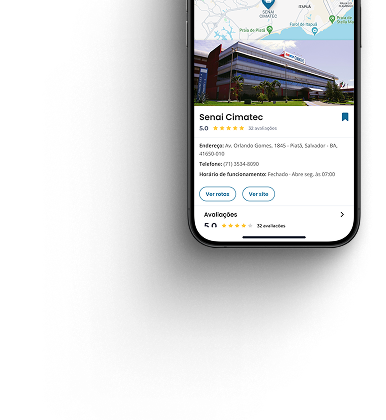 ITAPUÃ
SENAI
CIMATEC
Farol de Itapuã
Praia de Piatã
Praia de
Senai Cimatec
5.0 32 avaliações
Endereço: Av. Orlando Gomes, 1845 - Piatã, Salvador - BA,
41650-010
Telefone: (71) 3534-8090
Horário de funcionamento: Fechado · Abre seg. às 07:00
Ver rotas Ver site
Avaliações
5.0 32 avaliações